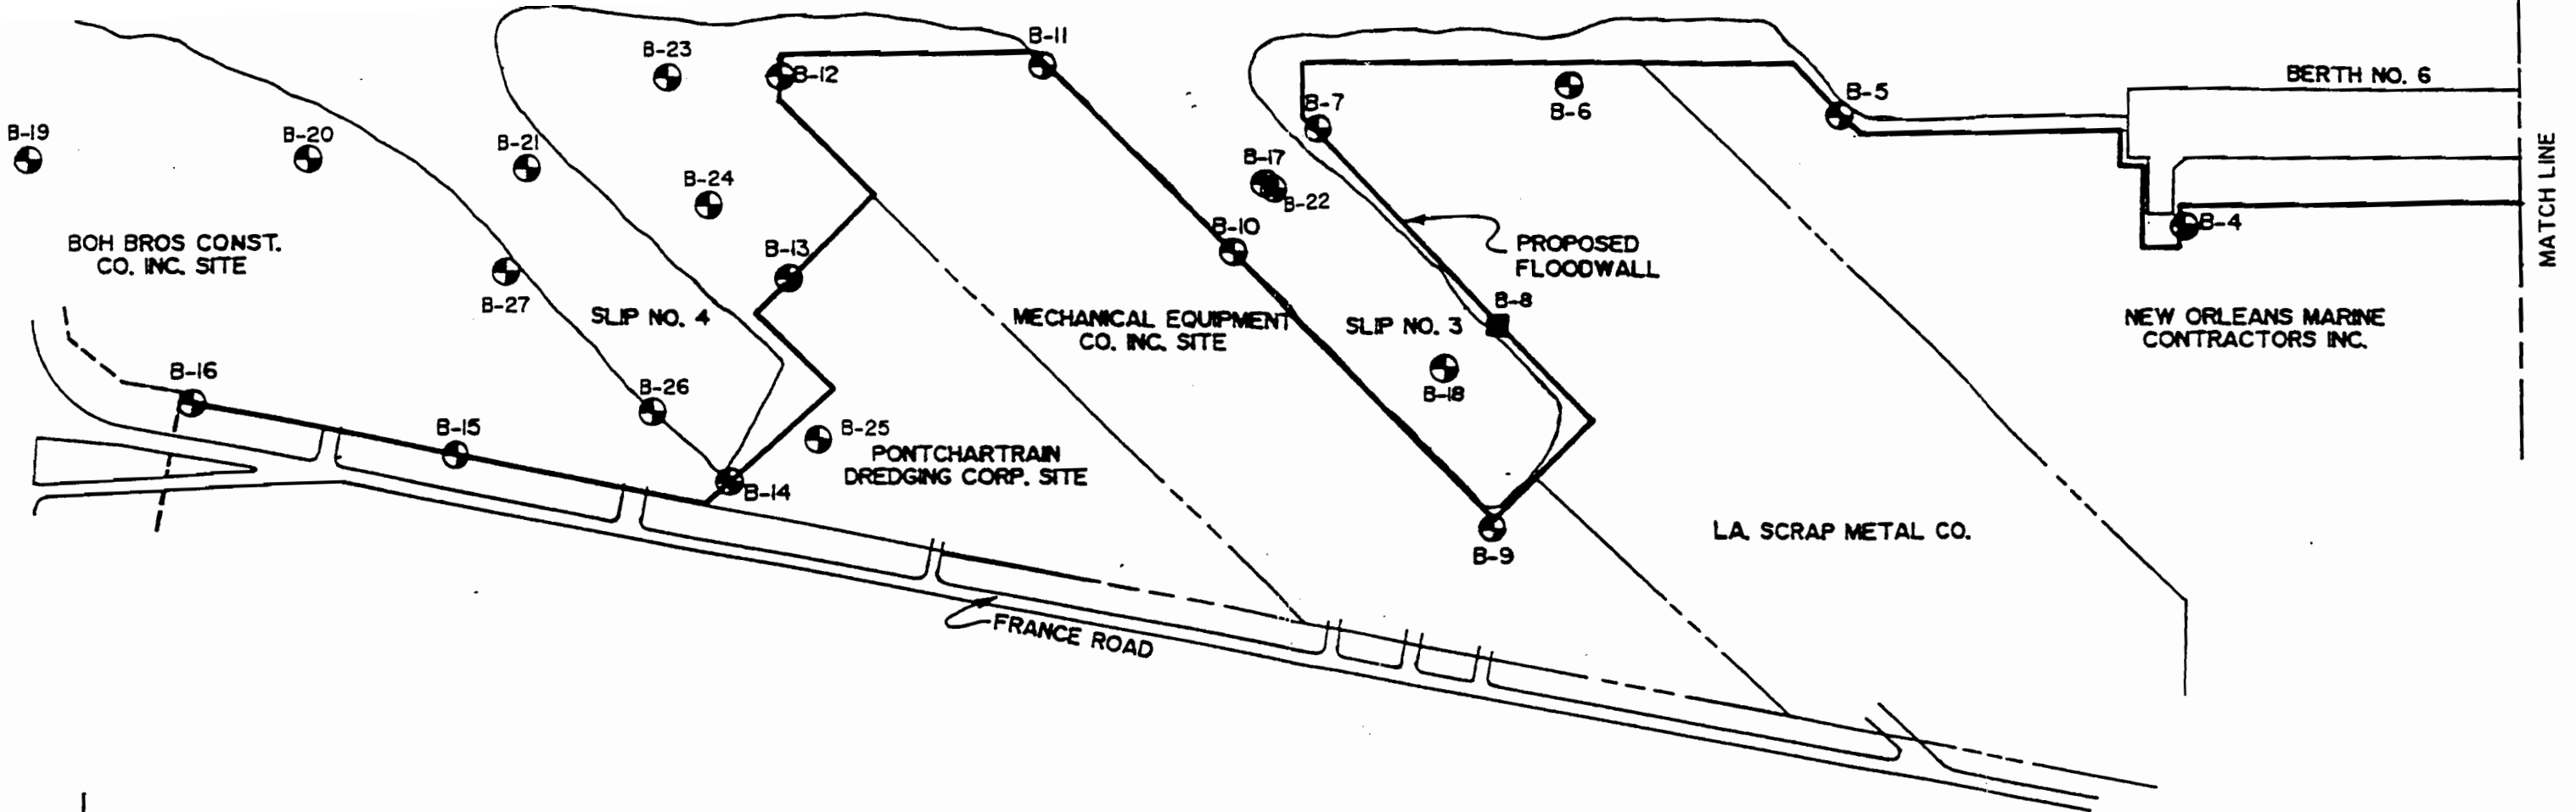 B-11
B-23
B-12
BERTH NO. 6
B-5
B-6
B-7
B-19
B-20
B-21
B-17
B-24
B-22
B-4
MATCH LINE
B-10
B-13
BOH BROS CONST.
CO. INC. SITE
PROPOSED
FLOODWALL
B-27
B-8
SLIP NO. 4
MECHANICAL EQUIPMENT
CO. INC. SITE
SLIP NO. 3
NEW ORLEANS MARINE
CONTRACTORS INC.
B-16
B-26
B-18
B-15
B-25
PONTCHARTRAIN
DREDGING CORP. SITE
B-14
LA. SCRAP METAL CO.
B-9
FRANCE ROAD